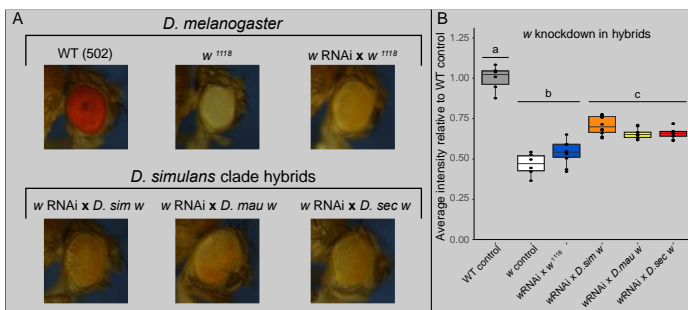 A
D. melanogaster
WT (502)
w ¹¹¹⁸
w RNAi x w ¹¹¹⁸
D. simulans clade hybrids
w RNAi x D. sim w
w RNAi x D. mau w
w RNAi x D. sec w
B
w knockdown in hybrids
Average intensity relative to WT control
1.25
1.00
0.75
0.50
0.25
0.00
a
b
c
WT control
w control
wRNAi x w¹¹¹⁸
wRNAi x D.sim w
wRNAi x D.mau w
wRNAi x D.sec w